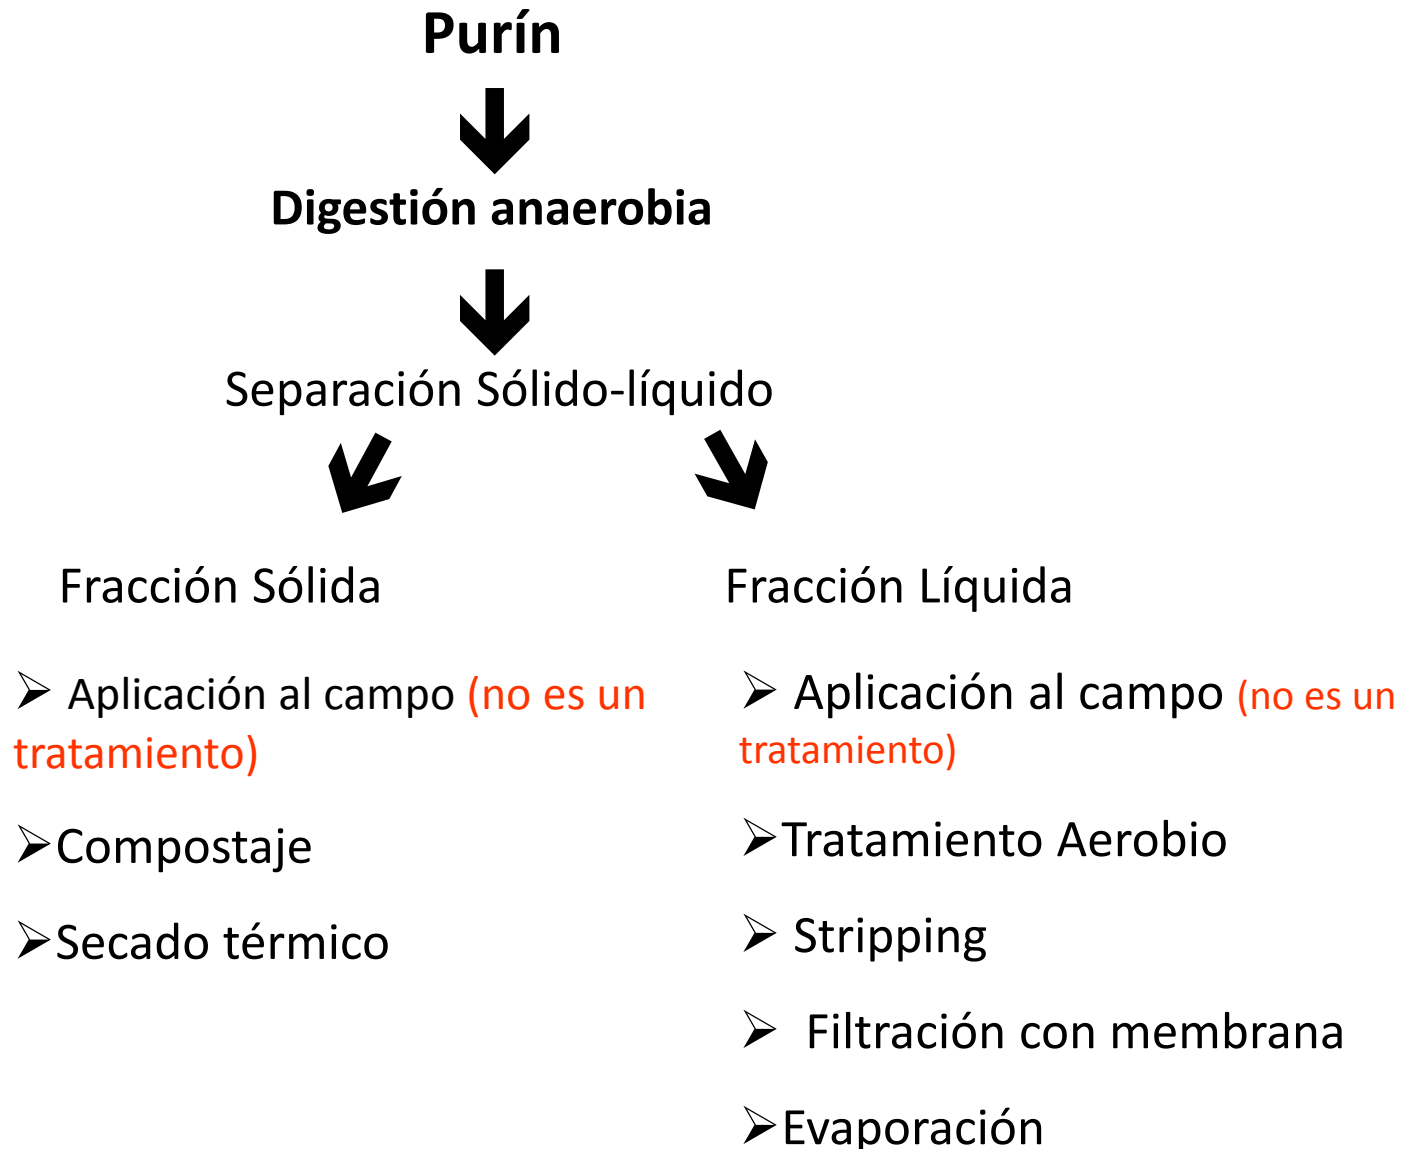 Purín
Digestión anaerobia
Separación Sólido-líquido
Fracción Sólida
➢ Aplicación al campo (no es un
tratamiento)
➢Compostaje
➢Secado térmico
Fracción Líquida
➢ Aplicación al campo (no es un
tratamiento)
➢Tratamiento Aerobio
➢ Stripping
➢ Filtración con membrana
➢Evaporación